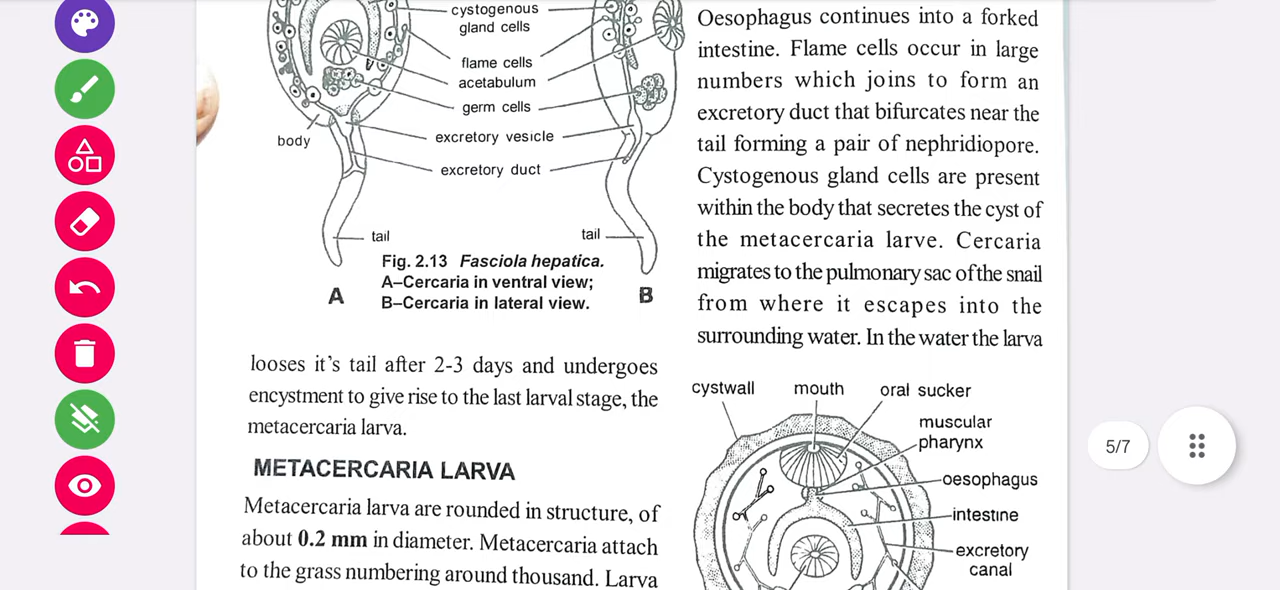 cystogenous
gland cells
flame cells
acetabulum
germ cells
body
excretory vesicle
excretory duct
tail
tail
Fig. 2.13 Fasciola hepatica.
A–Cercaria in ventral view;
B–Cercaria in lateral view.
A
B
Oesophagus continues into a forked
intestine. Flame cells occur in large
numbers which joins to form an
excretory duct that bifurcates near the
tail forming a pair of nephridiopore.
Cystogenous gland cells are present
within the body that secretes the cyst of
the metacercaria larve. Cercaria
migrates to the pulmonary sac of the snail
from where it escapes into the
surrounding water. In the water the larva
looses it's tail after 2-3 days and undergoes
encystment to give rise to the last larval stage, the
metacercaria larva.
METACERCARIA LARVA
Metacercaria larva are rounded in structure, of
about 0.2 mm in diameter. Metacercaria attach
to the grass numbering around thousand. Larva
cystwall
mouth
oral sucker
muscular
pharynx
oesophagus
intestine
excretory
canal
5/7